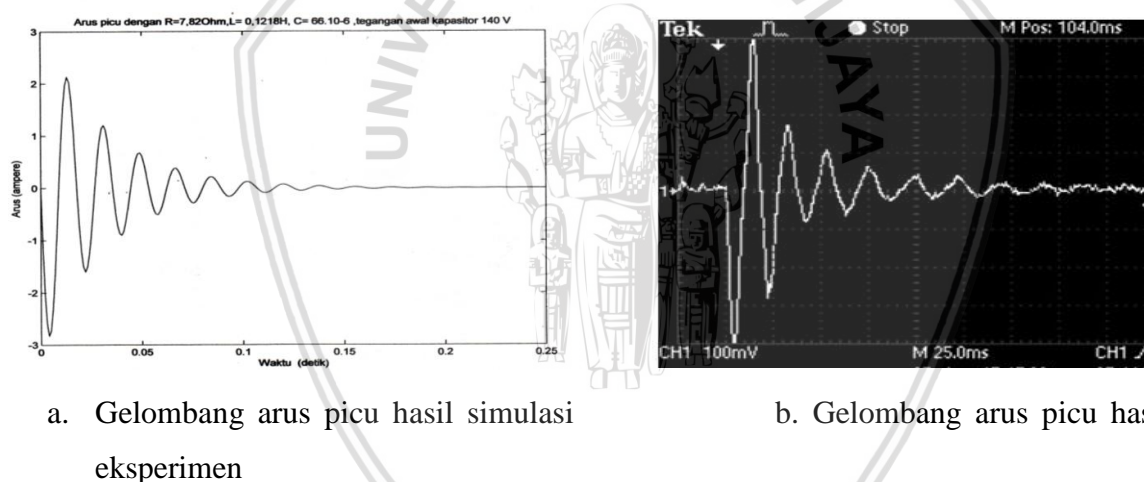 Arus picu dengan R=7,82Ohm,L= 0,1218H, C= 66.10-6 ,tegangan awal kapasitor 140 V
3
2
1
0
-1
-2
-3
Arus (ampere)
0
0.05
0.1
0.15
0.2
0.25
Waktu (detik)
Tek
Stop
M Pos: 104.0ms
1
CH1 100mV
M 25.0ms
CH1
UNIVE
IJAYA
a. Gelombang arus picu hasil simulasi
eksperimen
b. Gelombang arus picu has